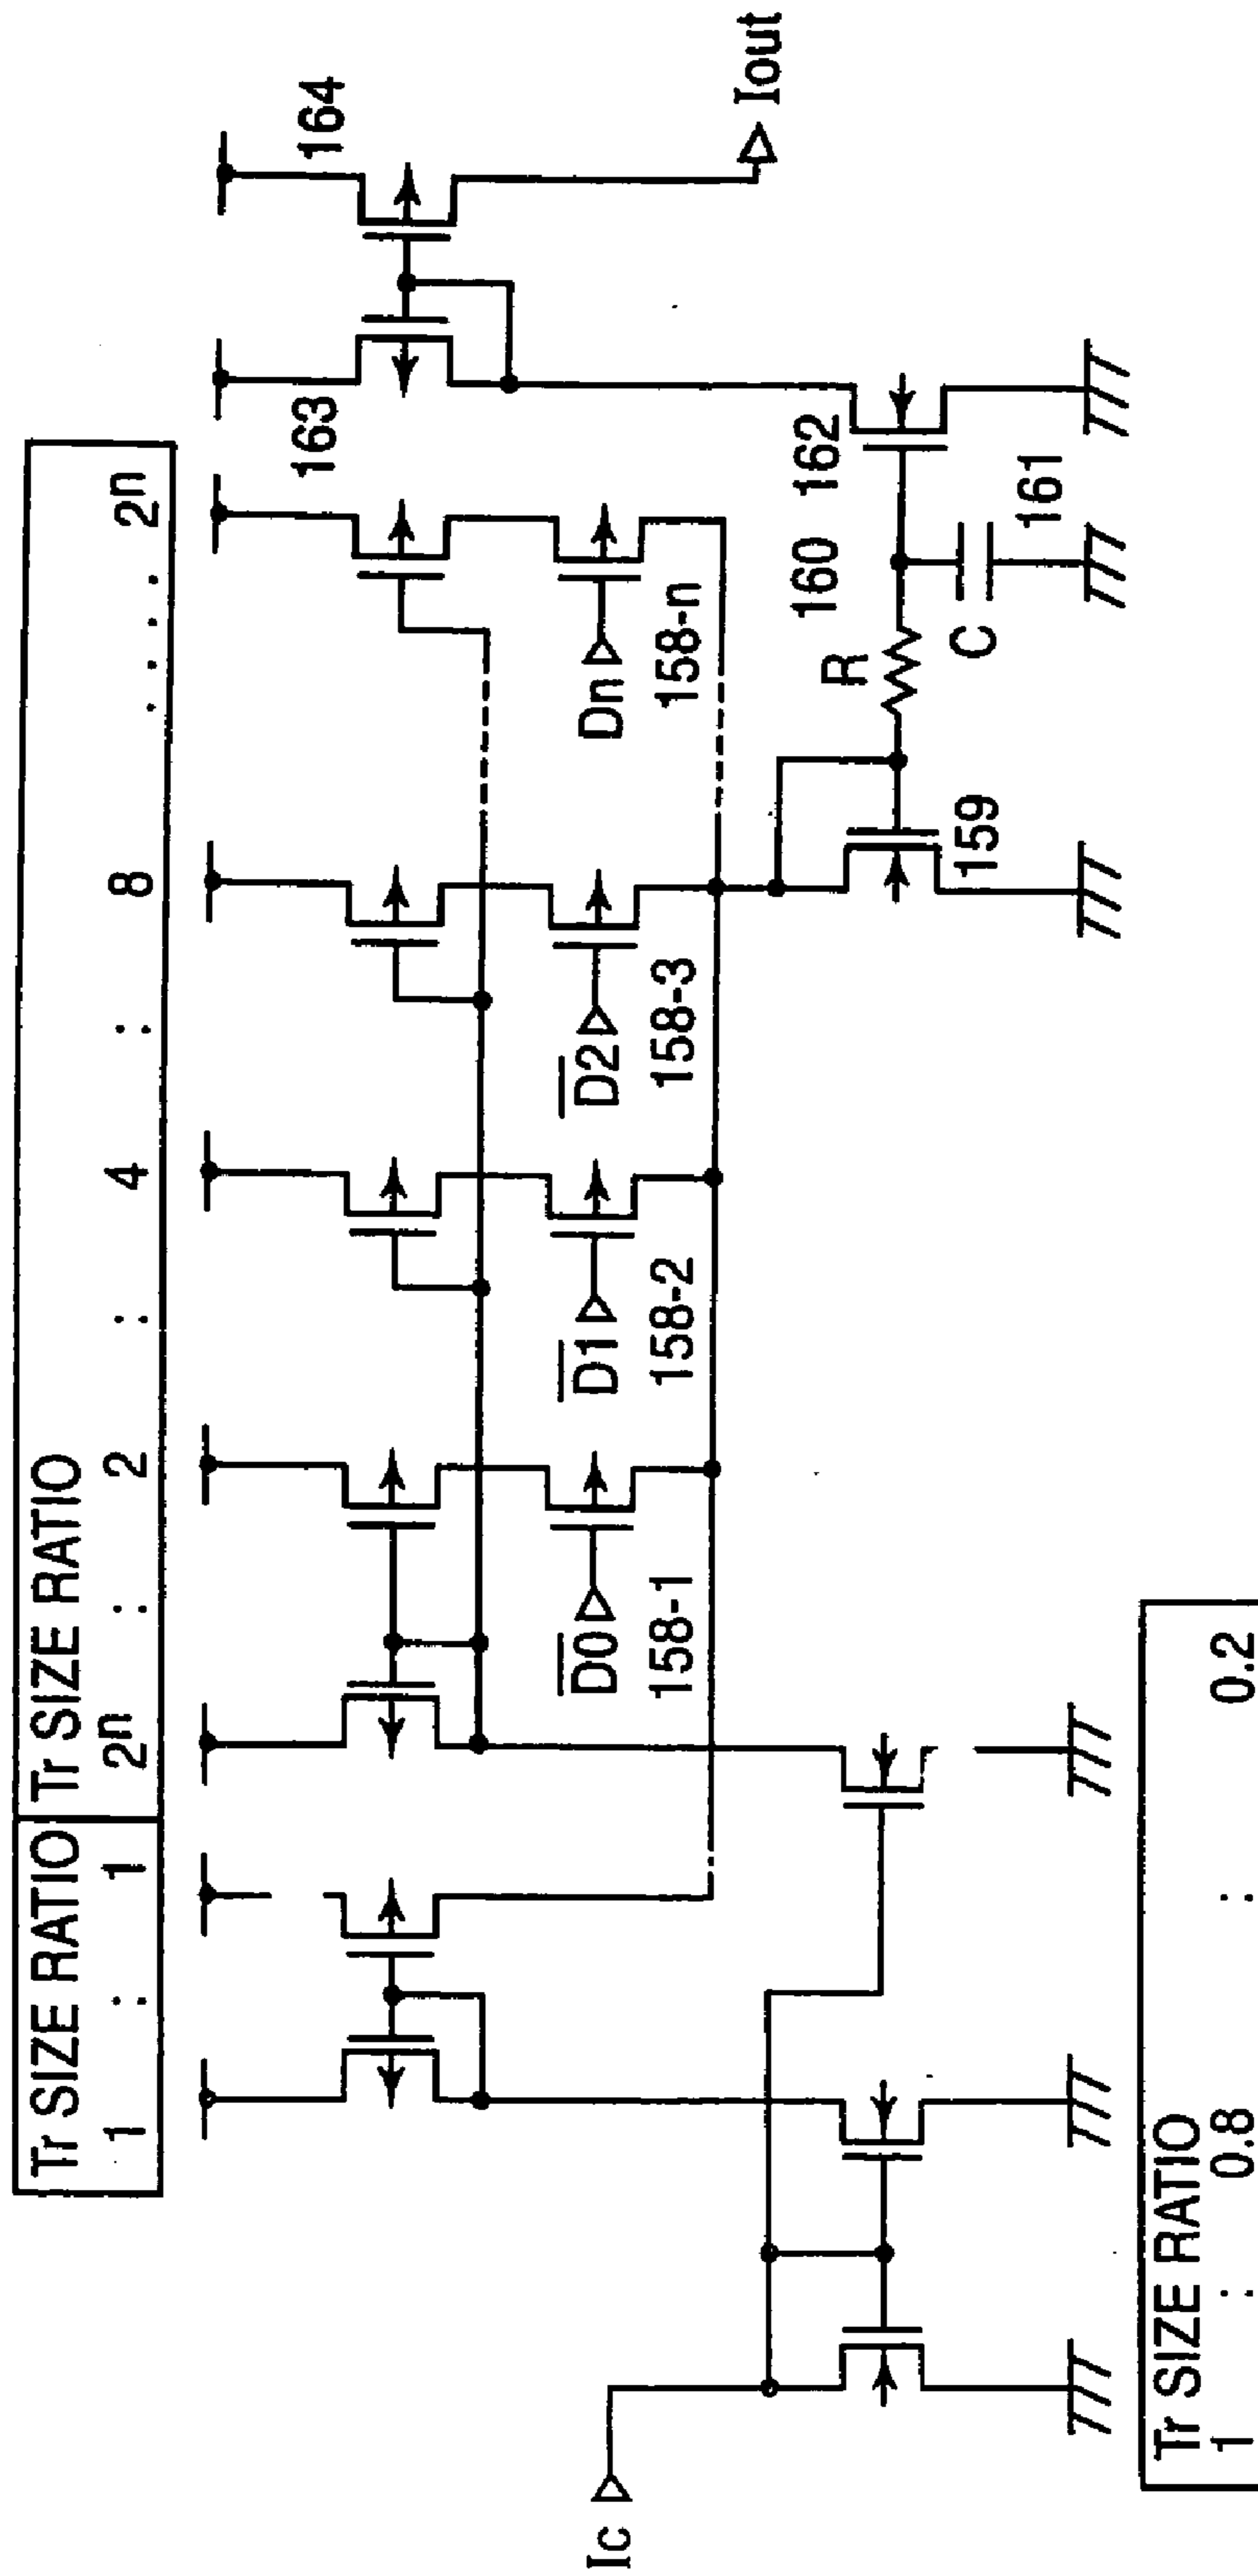 Tr SIZE RATIO
1 : 1
Tr SIZE RATIO
2n : 2 : 4 : 8 ..... 2n
163
164
Iout
Ic
D0
158-1
D1
158-2
D2
158-3
Dn
158-n
159
R
160
C
161
162
Tr SIZE RATIO
1 : 0.8 : 0.2